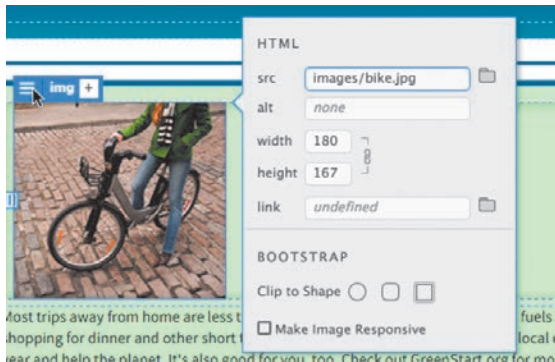 HTML
img +
src images/bike.jpg
alt none
width 180
height 167
link undefined
BOOTSTRAP
Clip to Shape
Make Image Responsive
Most trips away from home are less t fuels
shopping for dinner and other short local
year and help the planet. It's also good for you, too. Check out GreenStart.org for mo